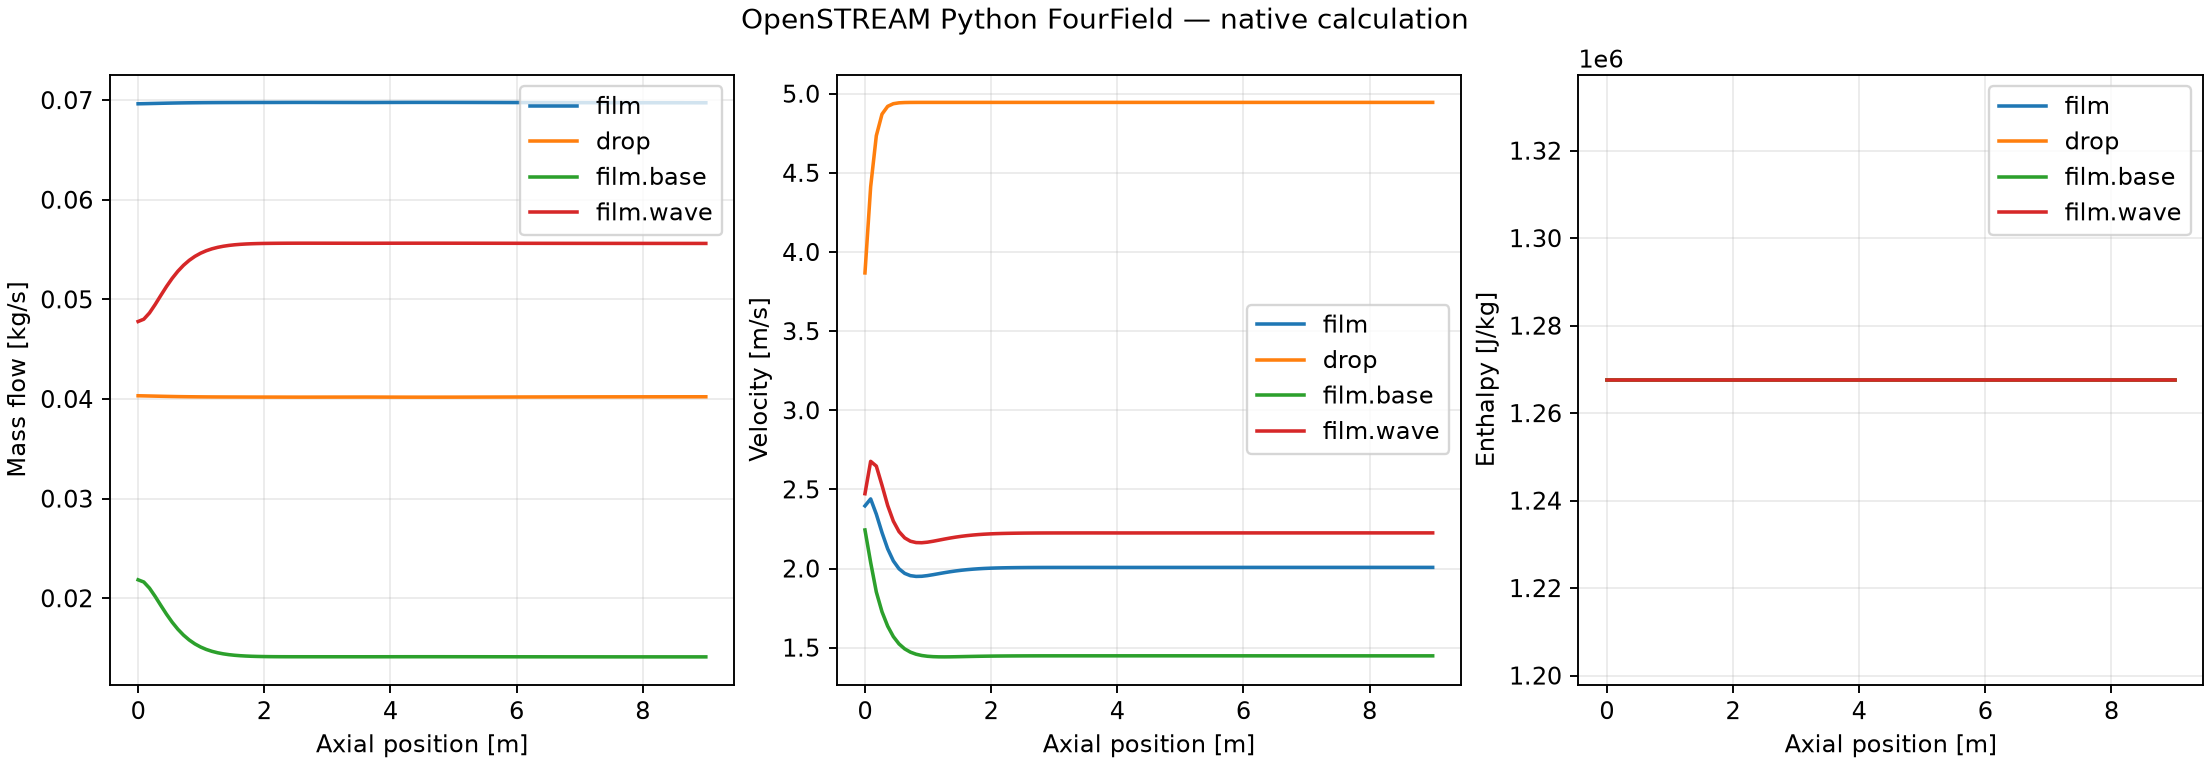 OpenSTREAM Python FourField — native calculation
Mass flow [kg/s]
0.07
0.06
0.05
0.04
0.03
0.02
0 2 4 6 8
Axial position [m]
film
drop
film.base
film.wave
Velocity [m/s]
5.0
4.5
4.0
3.5
3.0
2.5
2.0
1.5
0 2 4 6 8
Axial position [m]
film
drop
film.base
film.wave
1e6
Enthalpy [J/kg]
1.32
1.30
1.28
1.26
1.24
1.22
1.20
0 2 4 6 8
Axial position [m]
film
drop
film.base
film.wave